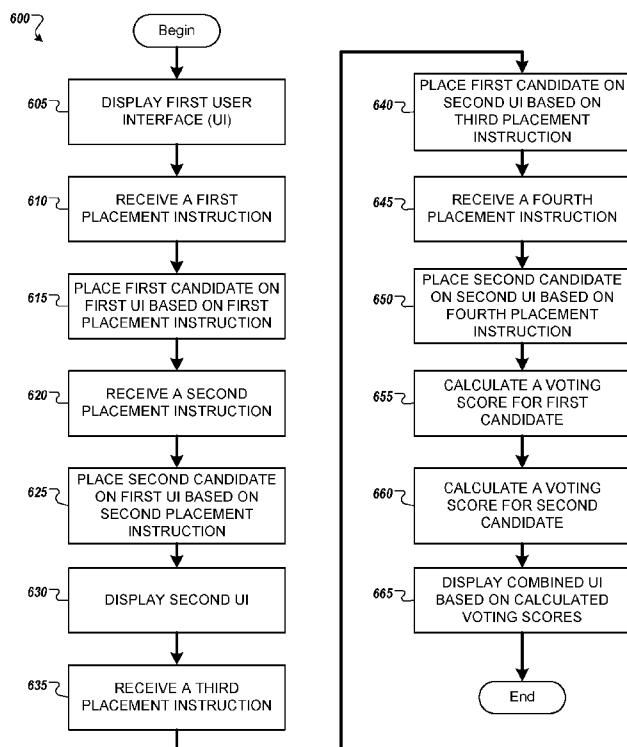 600
Begin
605
DISPLAY FIRST USER
INTERFACE (UI)
610
RECEIVE A FIRST
PLACEMENT INSTRUCTION
615
PLACE FIRST CANDIDATE ON
FIRST UI BASED ON FIRST
PLACEMENT INSTRUCTION
620
RECEIVE A SECOND
PLACEMENT INSTRUCTION
625
PLACE SECOND CANDIDATE
ON FIRST UI BASED ON
SECOND PLACEMENT
INSTRUCTION
630
DISPLAY SECOND UI
635
RECEIVE A THIRD
PLACEMENT INSTRUCTION
640
PLACE FIRST CANDIDATE ON
SECOND UI BASED ON
THIRD PLACEMENT
INSTRUCTION
645
RECEIVE A FOURTH
PLACEMENT INSTRUCTION
650
PLACE SECOND CANDIDATE
ON SECOND UI BASED ON
FOURTH PLACEMENT
INSTRUCTION
655
CALCULATE A VOTING
SCORE FOR FIRST
CANDIDATE
660
CALCULATE A VOTING
SCORE FOR SECOND
CANDIDATE
665
DISPLAY COMBINED UI
BASED ON CALCULATED
VOTING SCORES
End